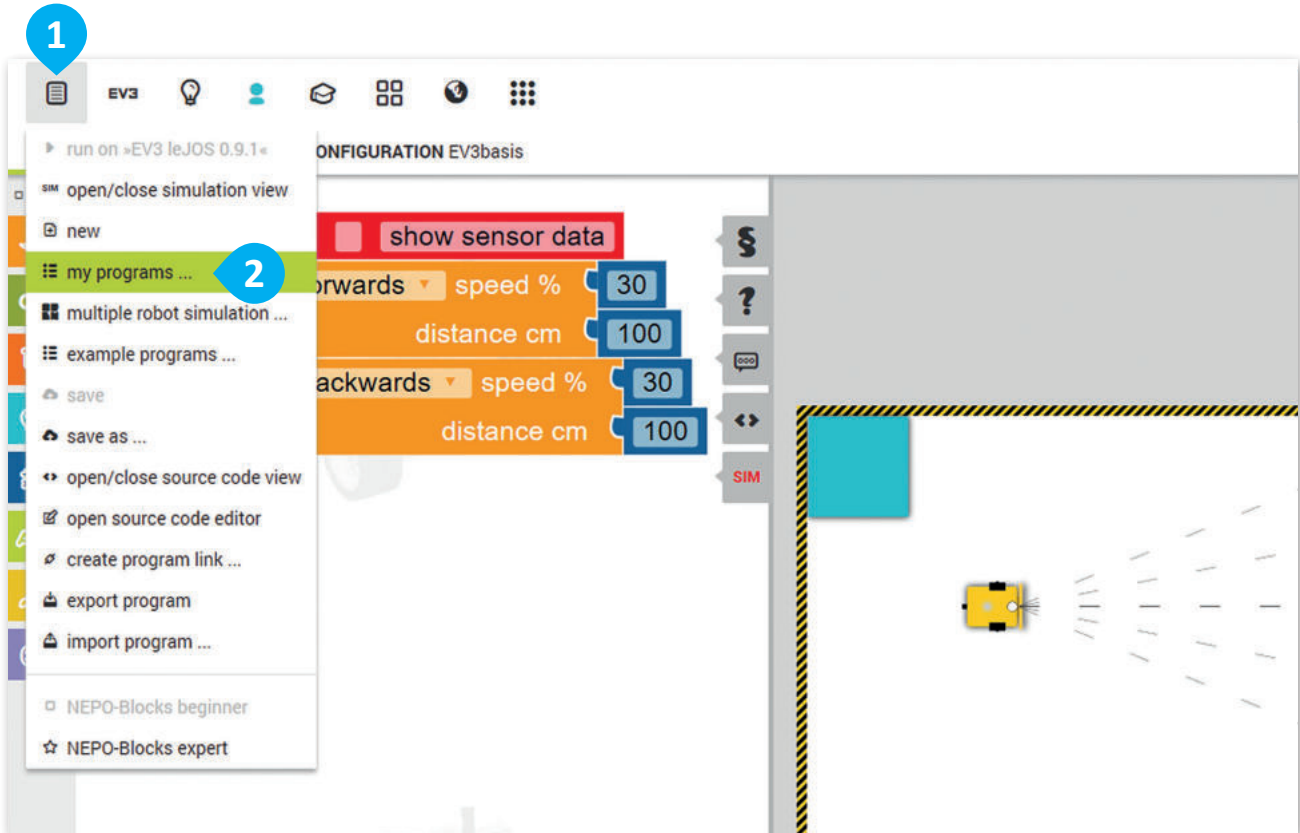 1
EV3
run on »EV3 leJOS 0.9.1«
ONFIGURATION EV3basis
SIM open/close simulation view
new
my programs ...
2
multiple robot simulation ...
example programs ...
save
save as ...
open/close source code view
open source code editor
create program link ...
export program
import program ...
NEPO-Blocks beginner
NEPO-Blocks expert
show sensor data
orwards speed % 30
distance cm 100
ackwards speed % 30
distance cm 100
§
?
SIM